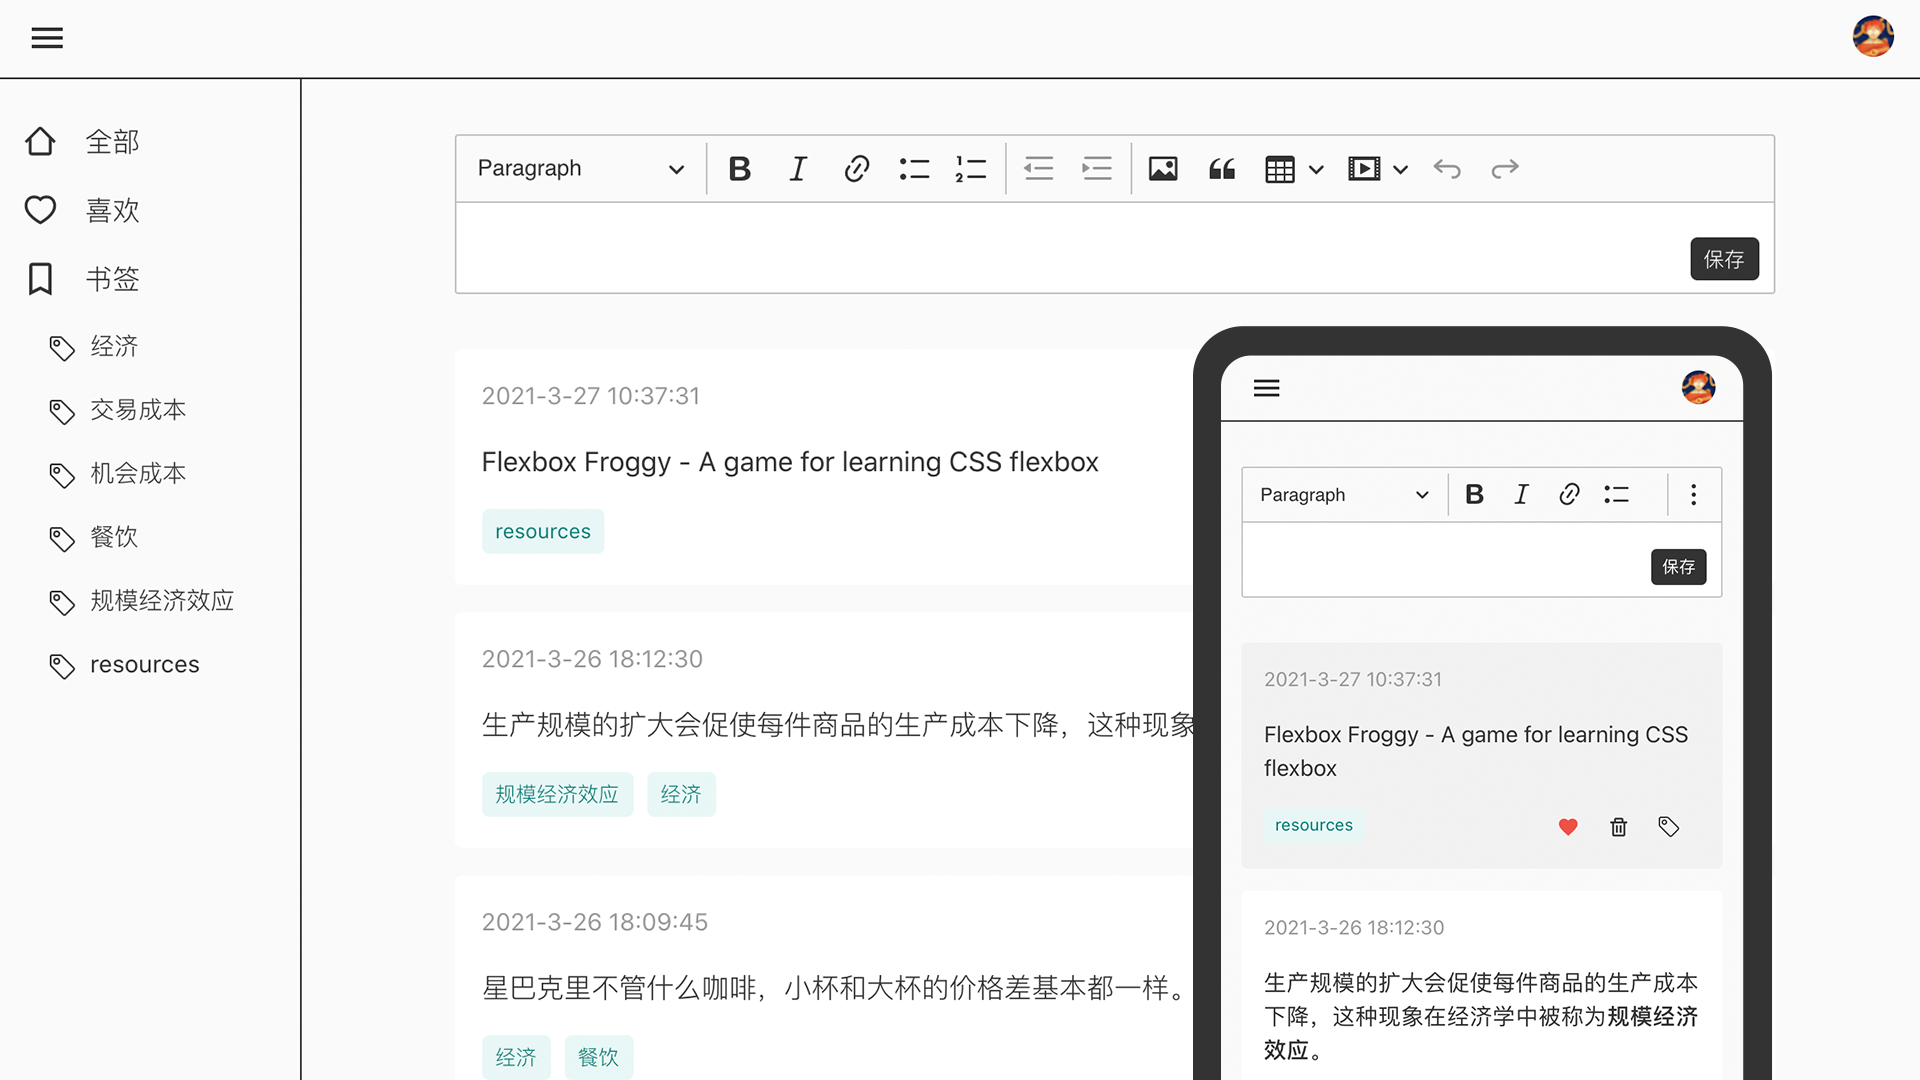 全部
喜欢
书签
经济
交易成本
机会成本
餐饮
规模经济效应
resources
Paragraph
保存
2021-3-27 10:37:31
Flexbox Froggy - A game for learning CSS flexbox
resources
2021-3-26 18:12:30
生产规模的扩大会促使每件商品的生产成本下降，这种现象
规模经济效应 经济
2021-3-26 18:09:45
星巴克里不管什么咖啡，小杯和大杯的价格差基本都一样。
经济 餐饮
Paragraph
保存
2021-3-27 10:37:31
Flexbox Froggy - A game for learning CSS
flexbox
resources
2021-3-26 18:12:30
生产规模的扩大会促使每件商品的生产成本
下降，这种现象在经济学中被称为规模经济
效应。